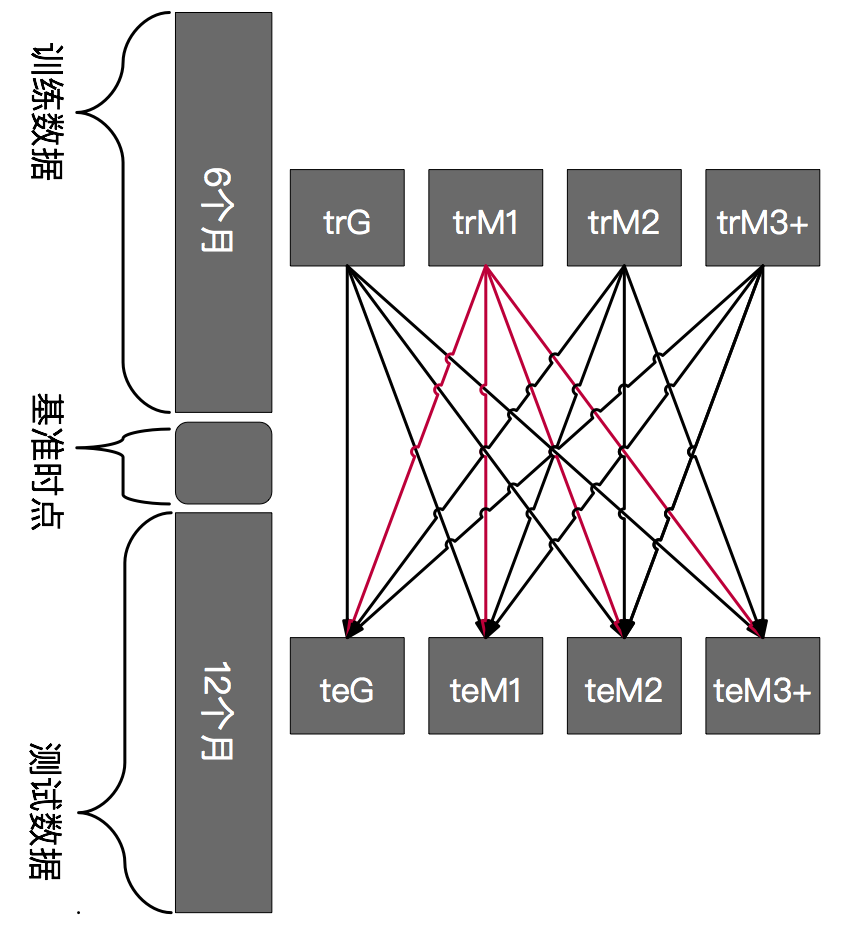 训练数据
6个月
trG
trM1
trM2
trM3+
基准时点
12个月
测试数据
teG
teM1
teM2
teM3+